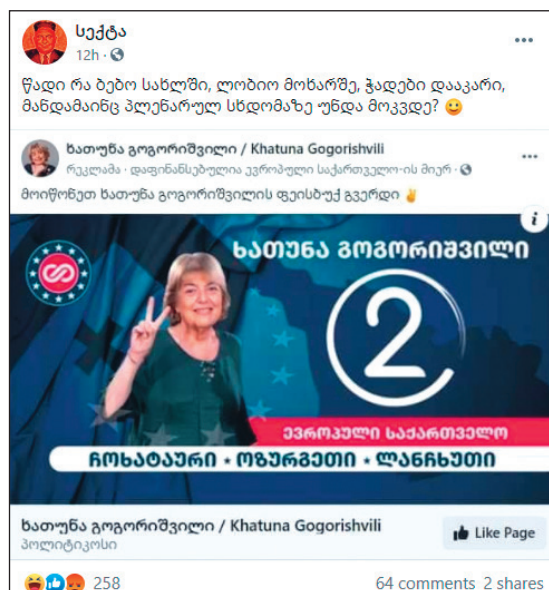 სექტა
12h ·
წადი რა ბებო სახლში, ლობიო მოხარშე, ჭადები დააკარი,
მანდამაინც პლენარულ სხდომაზე უნდა მოკვდე? 🙂
ხათუნა გოგორიშვილი / Khatuna Gogorishvili
რეკლამა · დაფინანსებულია ევროპული საქართველო-ის მიერ ·
მოიწონეთ ხათუნა გოგორიშვილის ფეისბუქ გვერდი ✌
i
ხათუნა გოგორიშვილი
2
ევროპული საქართველო
ჩოხატაური • ოზურგეთი • ლანჩხუთი
ხათუნა გოგორიშვილი / Khatuna Gogorishvili
პოლიტიკოსი
Like Page
258
64 comments 2 shares